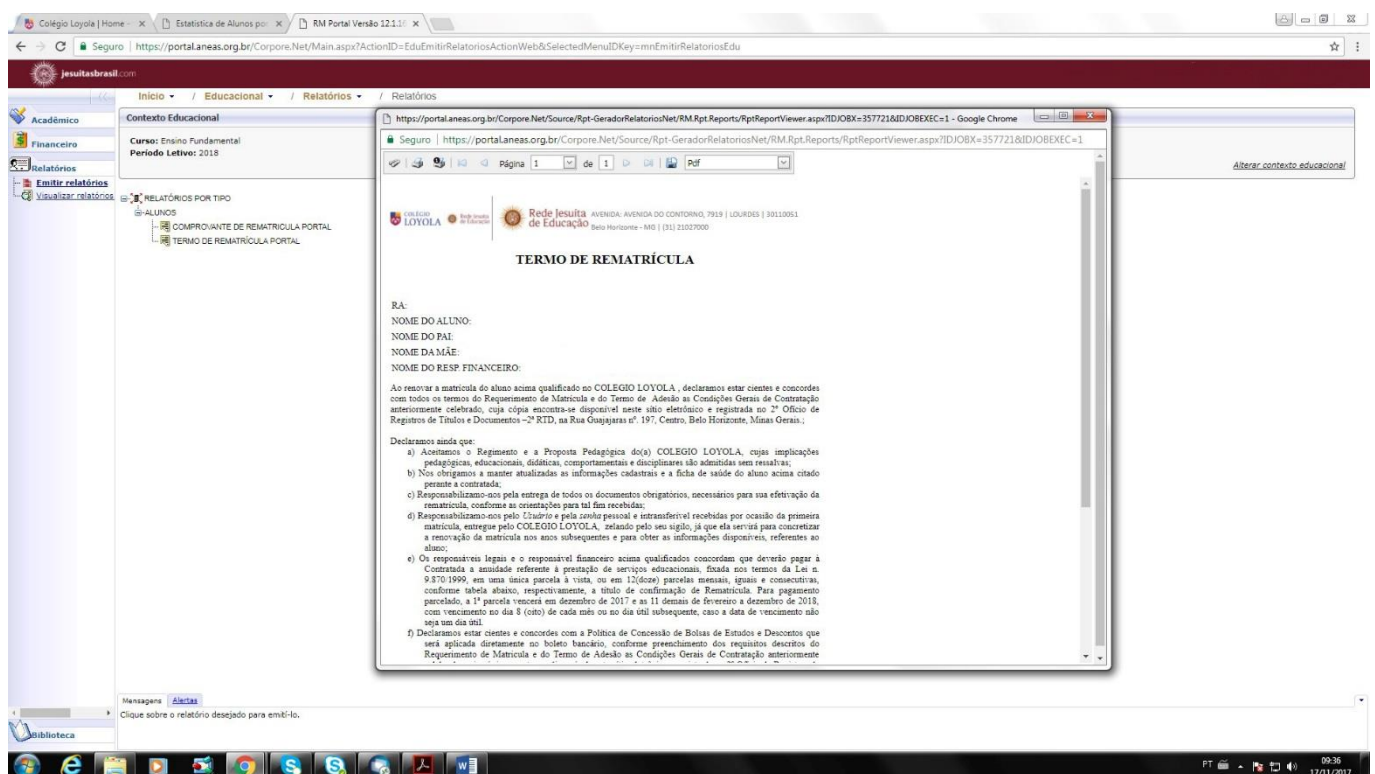 Colégio Loyola | Home -
Estatística de Alunos por
RM Portal Versão 12.1.1
Seguro | https://portal.aneas.org.br/Corpore.Net/Main.aspx?ActionID=EduEmitirRelatoriosActionWeb&SelectedMenuIDKey=mnEmitirRelatoriosEdu
jesuitasbrasil.com
Início / Educacional / Relatórios / Relatórios
Acadêmico
Financeiro
Relatórios
Emitir relatórios
Visualizar relatórios
Biblioteca
Contexto Educacional
Curso: Ensino Fundamental
Período Letivo: 2018
Alterar contexto educacional
RELATÓRIOS POR TIPO
ALUNOS
COMPROVANTE DE REMATRICULA PORTAL
TERMO DE REMATRÍCULA PORTAL
https://portal.aneas.org.br/Corpore.Net/Source/Rpt-GeradorRelatoriosNet/RM.Rpt.Reports/RptReportViewer.aspx?IDJOBX=357721&IDJOBEXEC=1 - Google Chrome
Seguro | https://portal.aneas.org.br/Corpore.Net/Source/Rpt-GeradorRelatoriosNet/RM.Rpt.Reports/RptReportViewer.aspx?IDJOBX=357721&IDJOBEXEC=1
Página 1 de 1 Pdf
COLÉGIO LOYOLA
Rede Jesuíta de Educação
Rede Jesuíta AVENIDA: AVENIDA DO CONTORNO, 7919 | LOURDES | 30110051
de Educação Belo Horizonte - MG | (31) 21027000
TERMO DE REMATRÍCULA
RA:
NOME DO ALUNO:
NOME DO PAI:
NOME DA MÃE:
NOME DO RESP. FINANCEIRO:
Ao renovar a matrícula do aluno acima qualificado no COLEGIO LOYOLA , declaramos estar cientes e concordes
com todos os termos do Requerimento de Matrícula e do Termo de Adesão as Condições Gerais de Contratação
anteriormente celebrado, cuja cópia encontra-se disponível neste sítio eletrônico e registrada no 2º Ofício de
Registros de Títulos e Documentos –2º RTD, na Rua Guajajaras nº. 197, Centro, Belo Horizonte, Minas Gerais.;
Declaramos ainda que:
a) Aceitamos o Regimento e a Proposta Pedagógica do(a) COLEGIO LOYOLA, cujas implicações
pedagógicas, educacionais, didáticas, comportamentais e disciplinares são admitidas sem ressalvas;
b) Nos obrigamos a manter atualizadas as informações cadastrais e a ficha de saúde do aluno acima citado
perante a contratada;
c) Responsabilizamo-nos pela entrega de todos os documentos obrigatórios, necessários para sua efetivação da
rematrícula, conforme as orientações para tal fim recebidas;
d) Responsabilizamo-nos pelo Usuário e pela senha pessoal e intransferível recebidas por ocasião da primeira
matrícula, entregue pelo COLEGIO LOYOLA, zelando pelo seu sigilo, já que ela servirá para concretizar
a renovação da matrícula nos anos subsequentes e para obter as informações disponíveis, referentes ao
aluno;
e) Os responsáveis legais e o responsável financeiro acima qualificados concordam que deverão pagar à
Contratada a anuidade referente à prestação de serviços educacionais, fixada nos termos da Lei n.
9.870/1999, em uma única parcela à vista, ou em 12(doze) parcelas mensais, iguais e consecutivas,
conforme tabela abaixo, respectivamente, a título de confirmação de Rematrícula. Para pagamento
parcelado, a 1ª parcela vencerá em dezembro de 2017 e as 11 demais de fevereiro a dezembro de 2018,
com vencimento no dia 8 (oito) de cada mês ou no dia útil subsequente, caso a data de vencimento não
seja um dia útil.
f) Declaramos estar cientes e concordes com a Política de Concessão de Bolsas de Estudos e Descontos que
será aplicada diretamente no boleto bancário, conforme preenchimento dos requisitos descritos do
Requerimento de Matrícula e do Termo de Adesão as Condições Gerais de Contratação anteriormente
Mensagens Alertas
Clique sobre o relatório desejado para emití-lo.
PT
09:36
17/11/2017